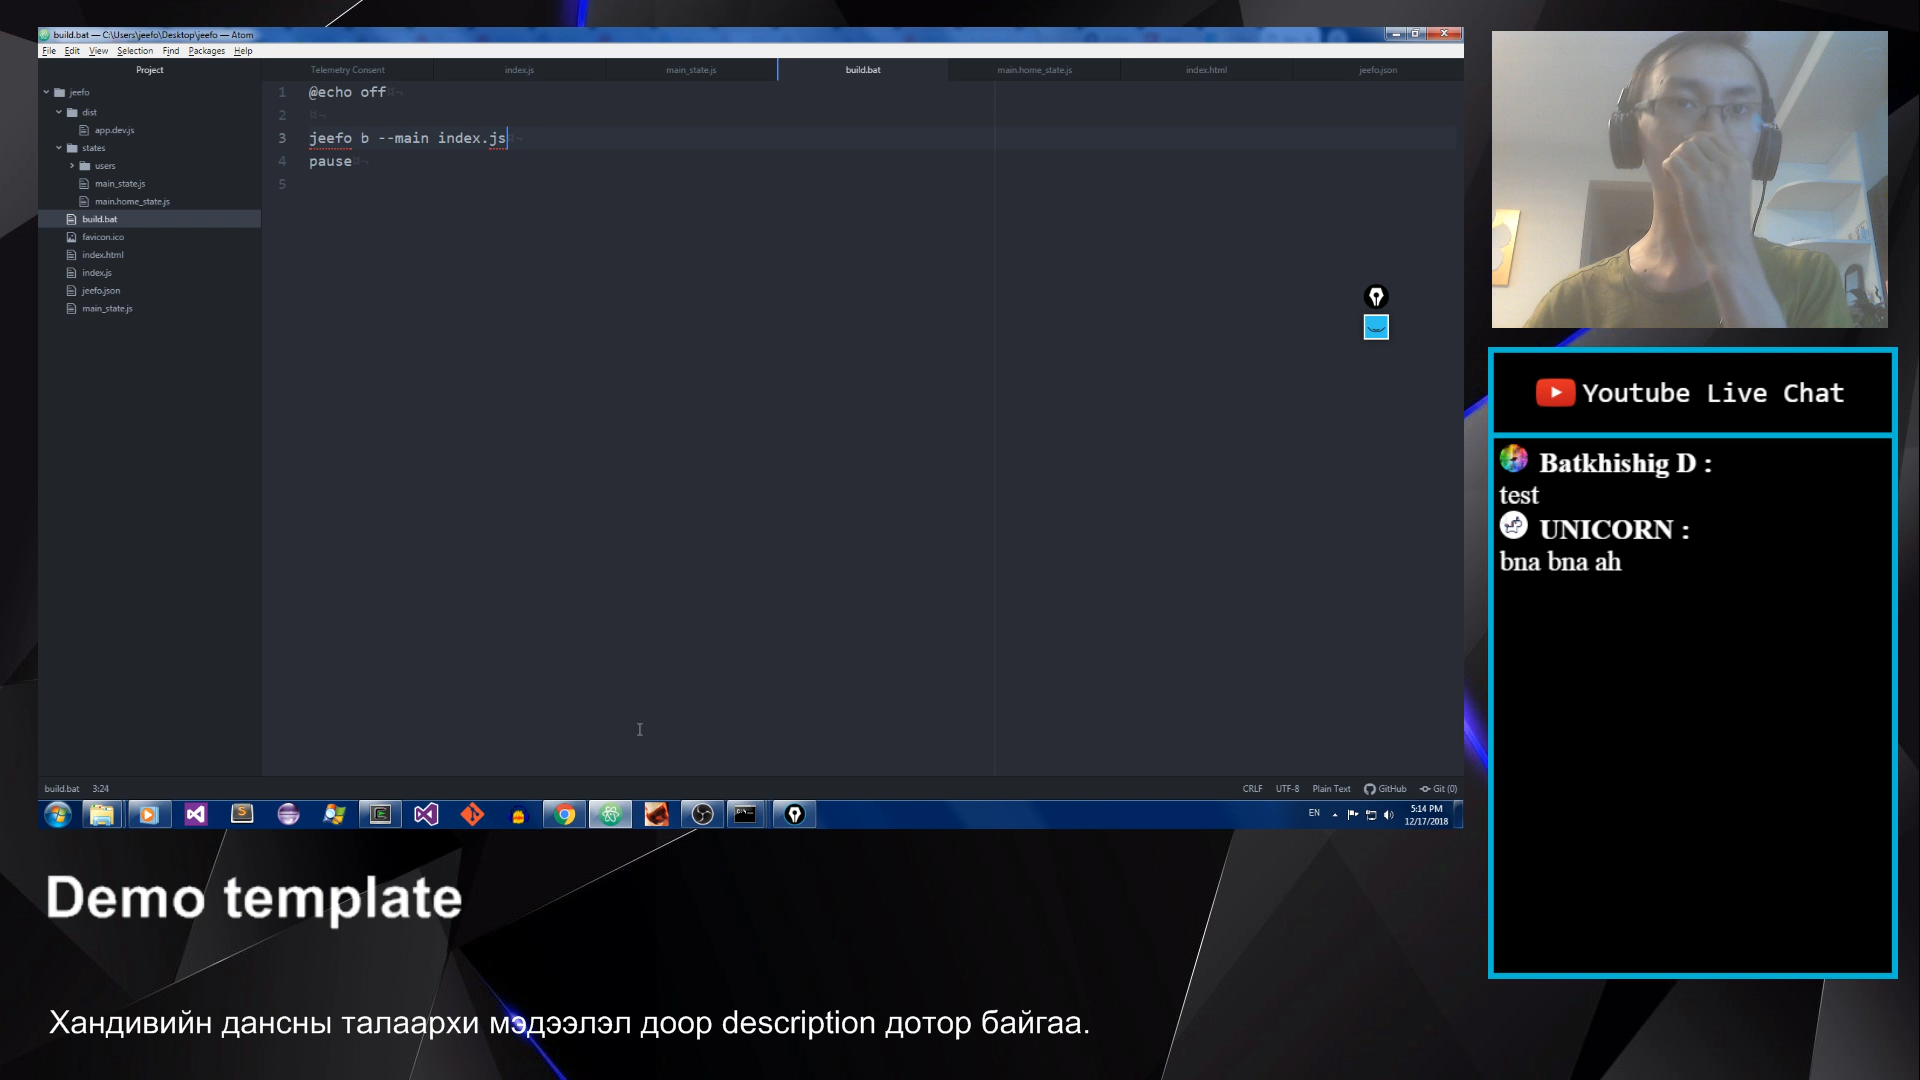 build.bat — C:\Users\jeefo\Desktop\jeefo — Atom
File Edit View Selection Find Packages Help
Project
Telemetry Consent
index.js
main_state.js
build.bat
main.home_state.js
index.html
jeefo.json
jeefo
dist
app.dev.js
states
users
main_state.js
main.home_state.js
build.bat
favicon.ico
index.html
index.js
jeefo.json
main_state.js
1 @echo off
2
3 jeefo b --main index.js
4 pause
5
build.bat 3:24
CRLF UTF-8 Plain Text GitHub Git (0)
EN
5:14 PM
12/17/2018
Youtube Live Chat
Batkhishig D :
test
UNICORN :
bna bna ah
Demo template
Хандивийн дансны талаархи мэдээлэл доор description дотор байгаа.